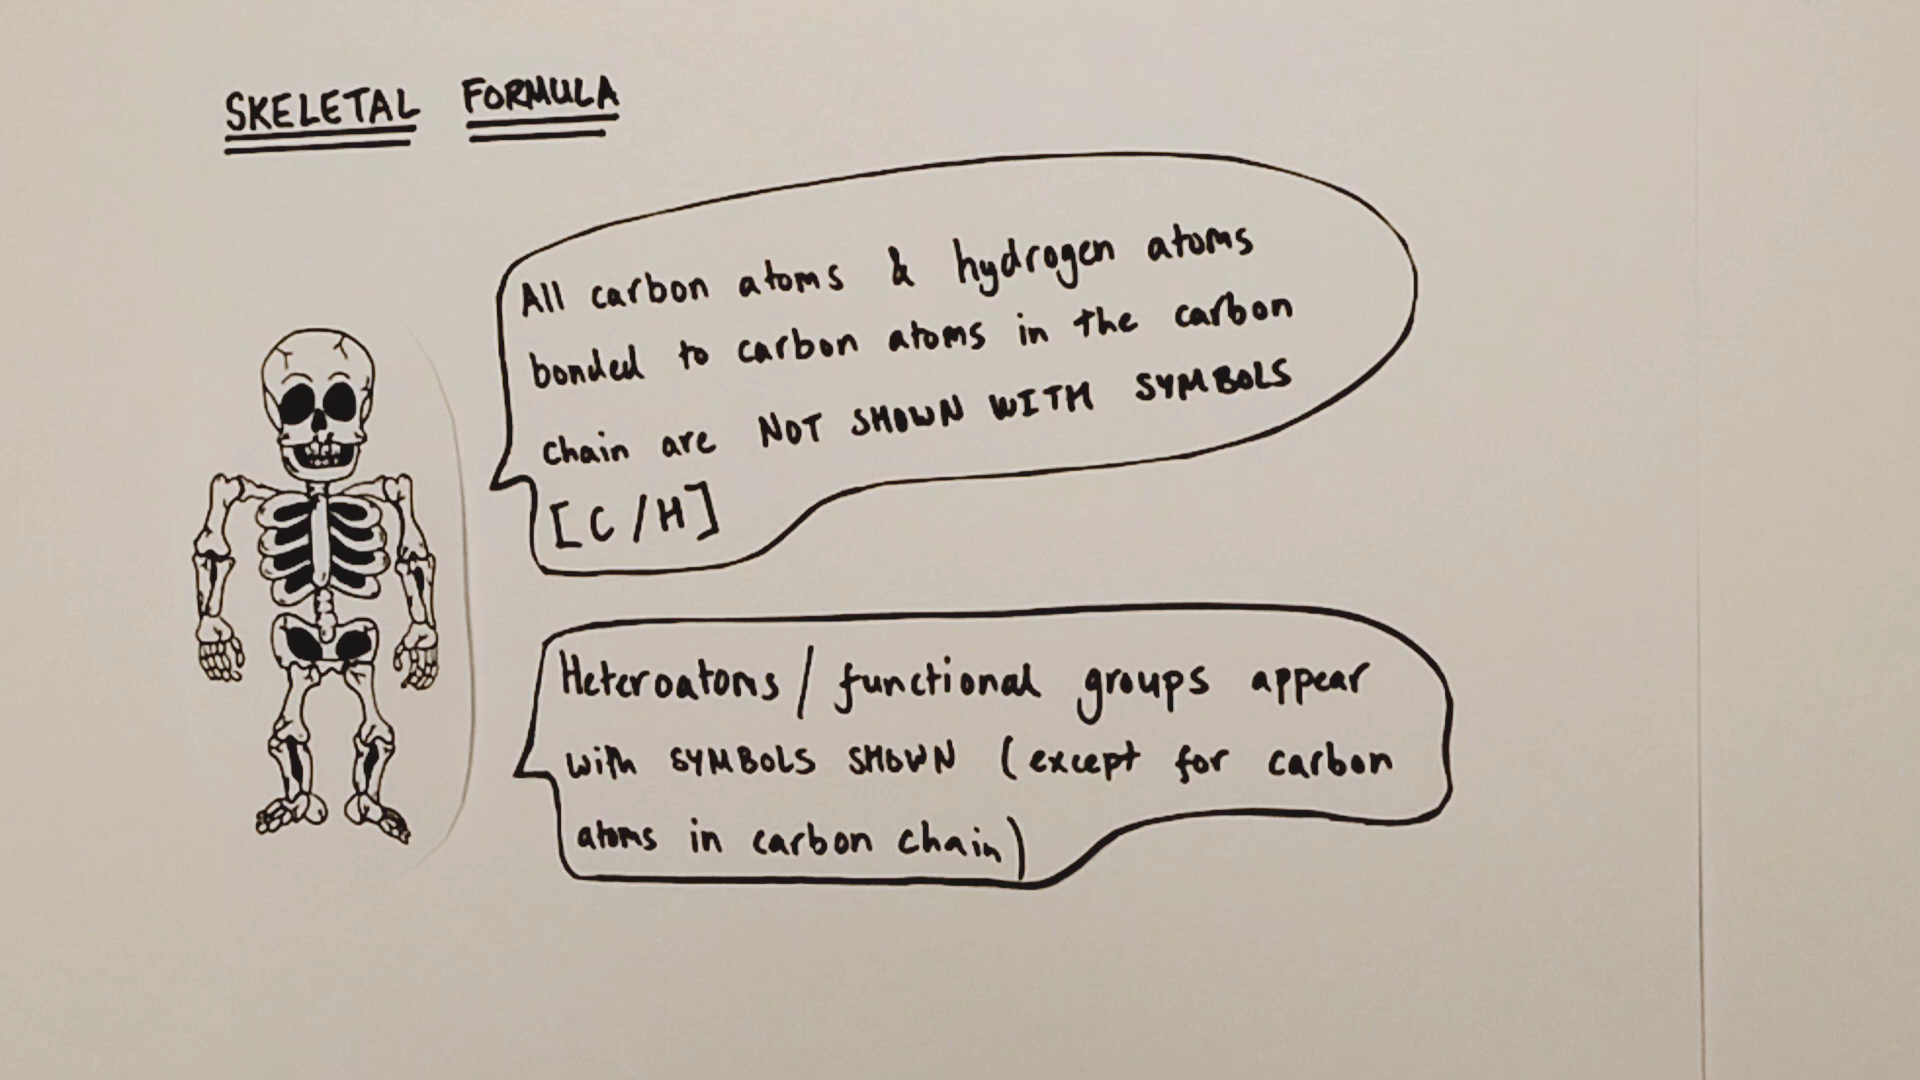 SKELETAL FORMULA
All carbon atoms & hydrogen atoms
bonded to carbon atoms in the carbon
chain are NOT SHOWN WITH SYMBOLS
[C/H]
Heteroatoms / functional groups appear
with SYMBOLS SHOWN (except for carbon
atoms in carbon chain)